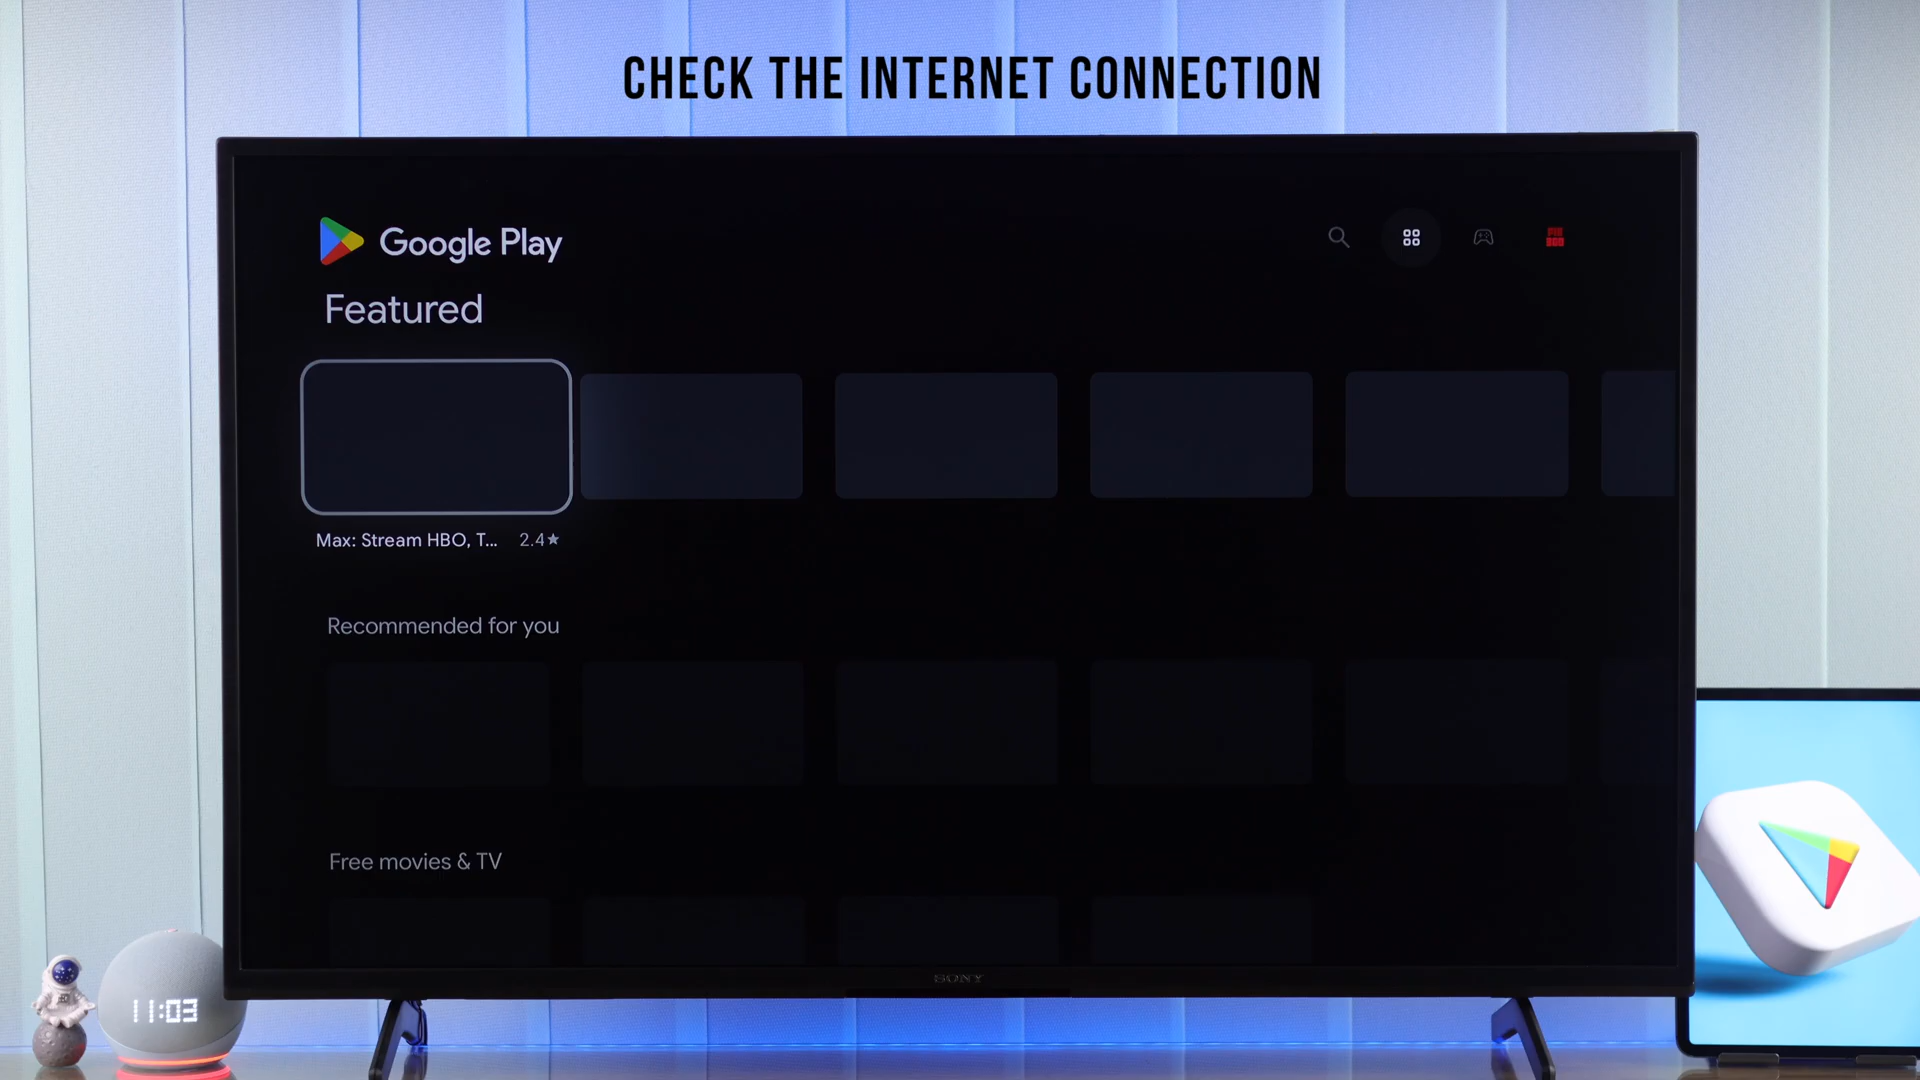 CHECK THE INTERNET CONNECTION
Google Play
Featured
Max: Stream HBO, T... 2.4★
Recommended for you
Free movies & TV
SONY
11:03